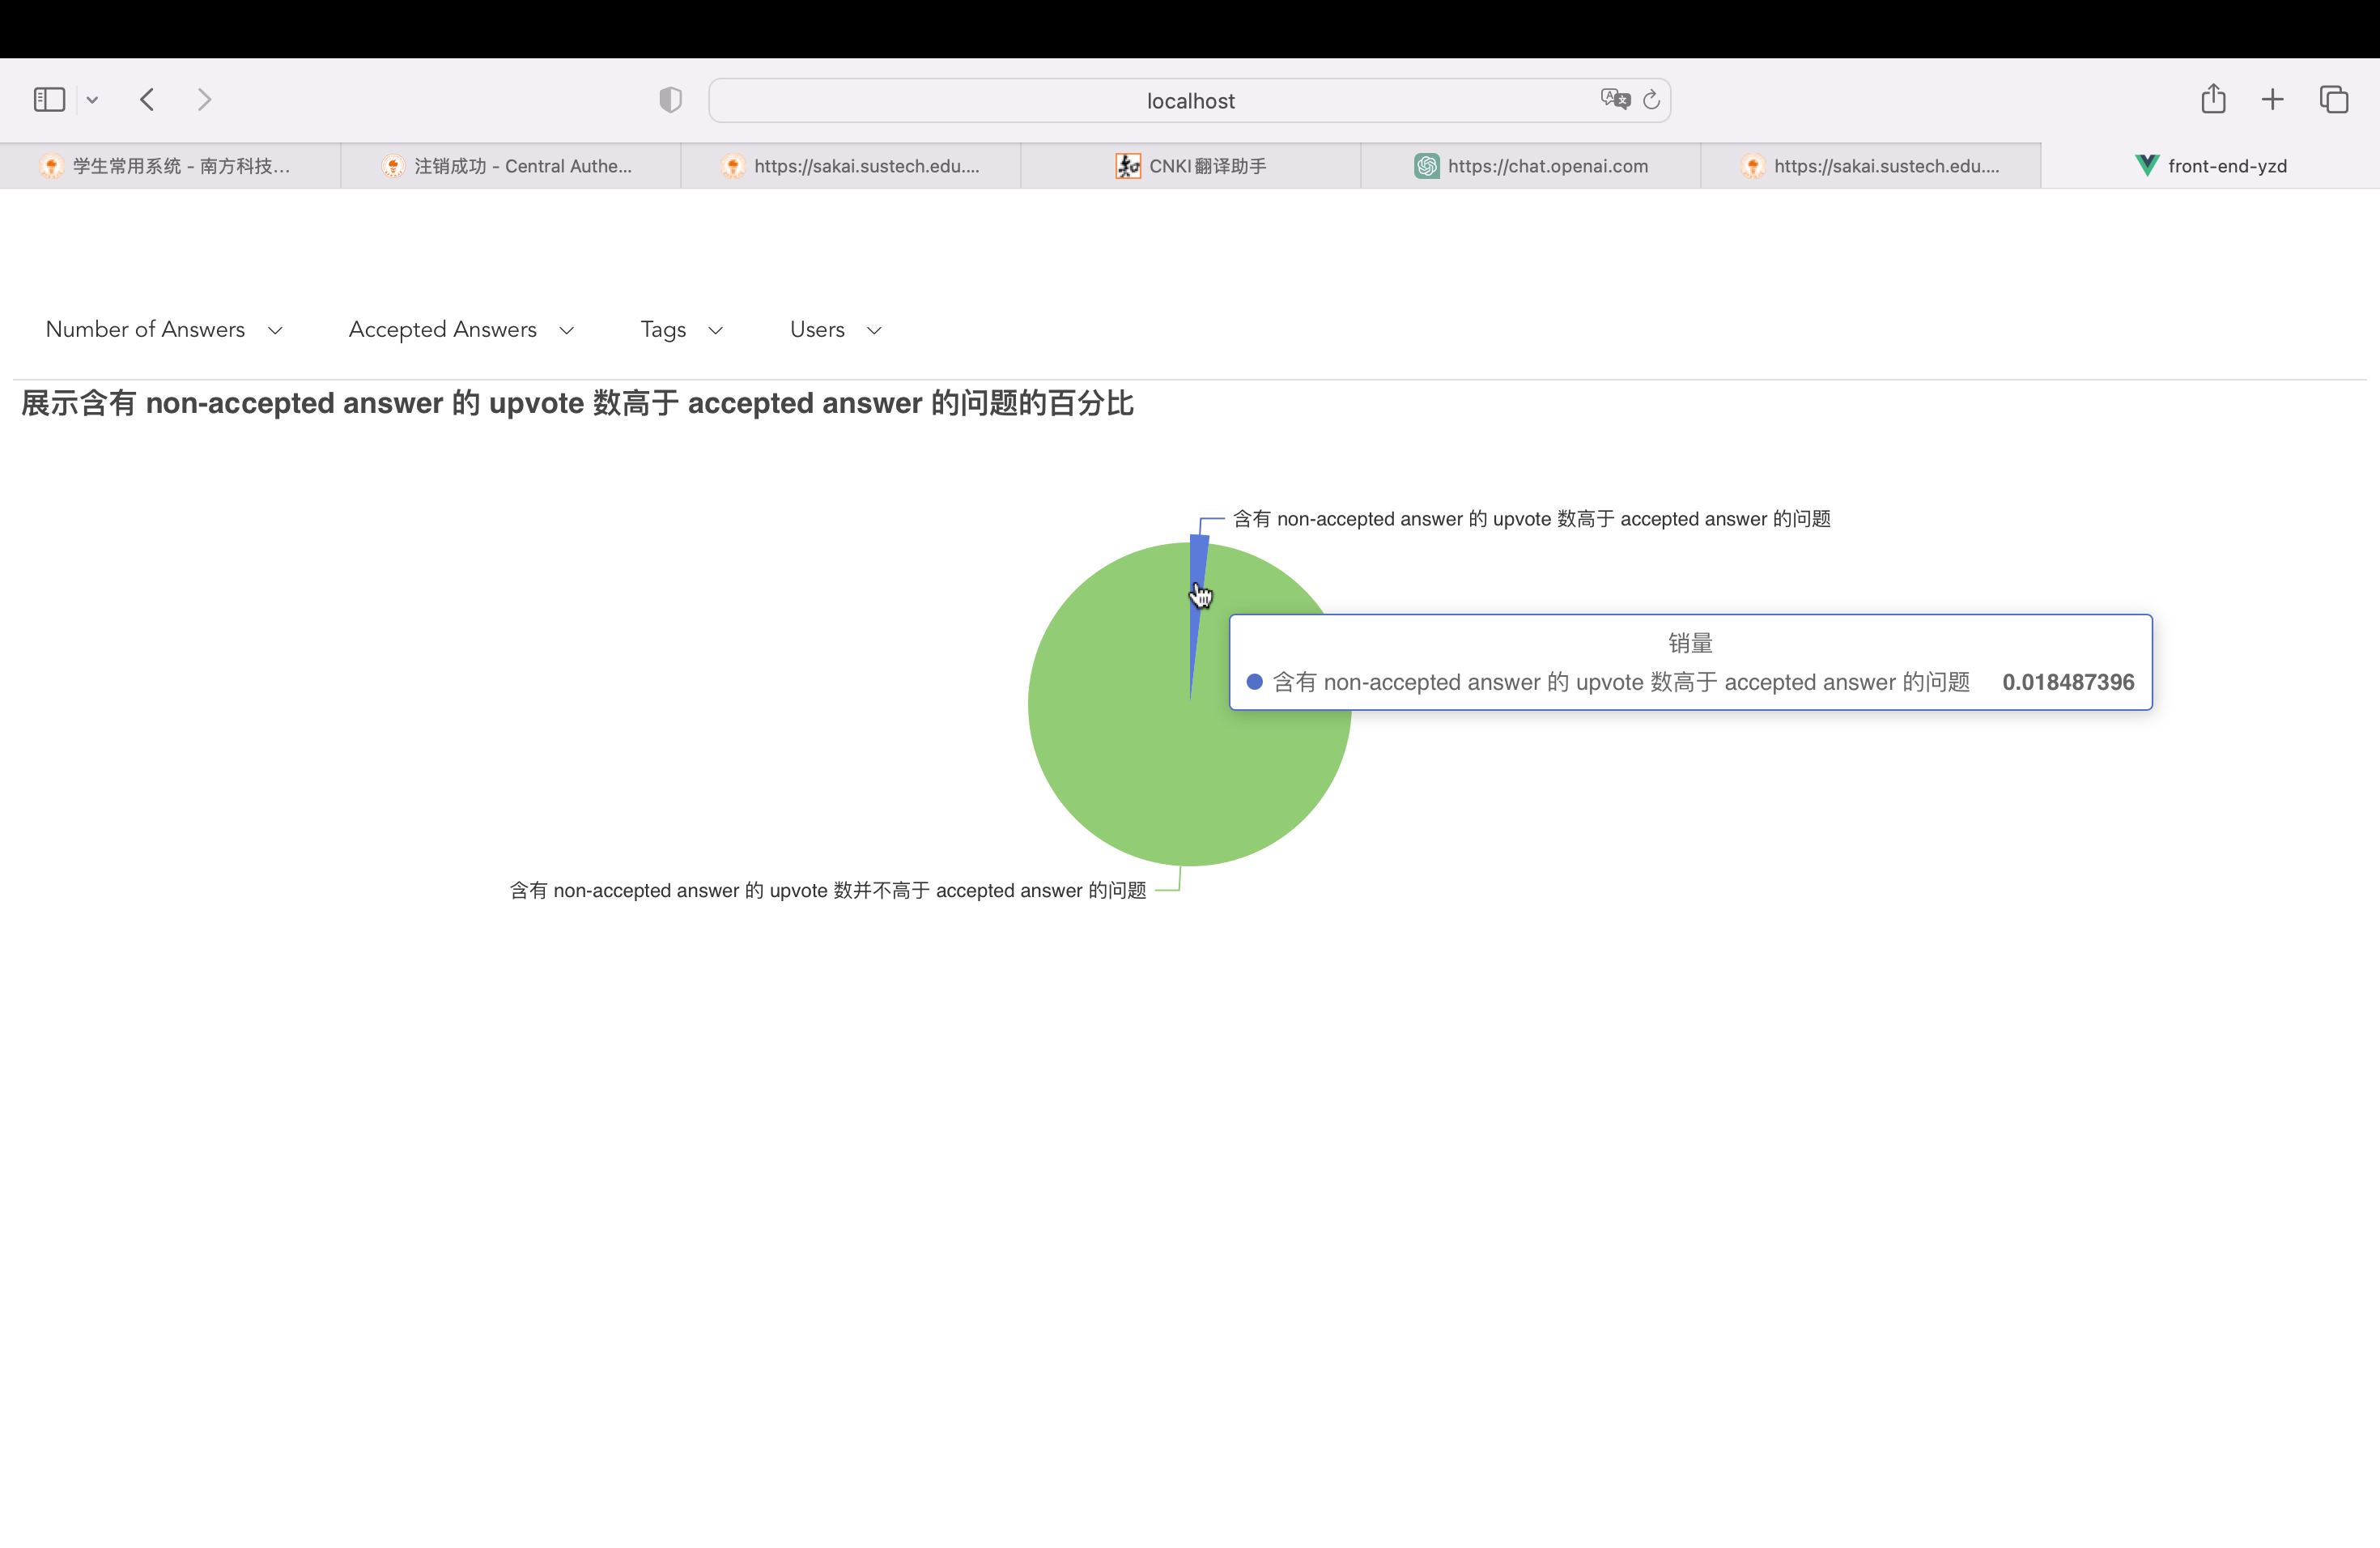 localhost
学生常用系统 - 南方科技...
注销成功 - Central Authe...
https://sakai.sustech.edu....
CNKI翻译助手
https://chat.openai.com
https://sakai.sustech.edu....
front-end-yzd
Number of Answers
Accepted Answers
Tags
Users
展示含有 non-accepted answer 的 upvote 数高于 accepted answer 的问题的百分比
含有 non-accepted answer 的 upvote 数高于 accepted answer 的问题
销量
含有 non-accepted answer 的 upvote 数高于 accepted answer 的问题 0.018487396
含有 non-accepted answer 的 upvote 数并不高于 accepted answer 的问题